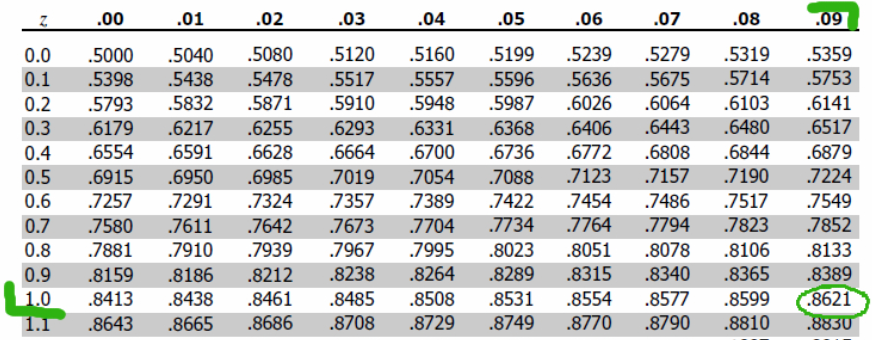 z .00 .01 .02 .03 .04 .05 .06 .07 .08 .09
0.0 .5000 .5040 .5080 .5120 .5160 .5199 .5239 .5279 .5319 .5359
0.1 .5398 .5438 .5478 .5517 .5557 .5596 .5636 .5675 .5714 .5753
0.2 .5793 .5832 .5871 .5910 .5948 .5987 .6026 .6064 .6103 .6141
0.3 .6179 .6217 .6255 .6293 .6331 .6368 .6406 .6443 .6480 .6517
0.4 .6554 .6591 .6628 .6664 .6700 .6736 .6772 .6808 .6844 .6879
0.5 .6915 .6950 .6985 .7019 .7054 .7088 .7123 .7157 .7190 .7224
0.6 .7257 .7291 .7324 .7357 .7389 .7422 .7454 .7486 .7517 .7549
0.7 .7580 .7611 .7642 .7673 .7704 .7734 .7764 .7794 .7823 .7852
0.8 .7881 .7910 .7939 .7967 .7995 .8023 .8051 .8078 .8106 .8133
0.9 .8159 .8186 .8212 .8238 .8264 .8289 .8315 .8340 .8365 .8389
1.0 .8413 .8438 .8461 .8485 .8508 .8531 .8554 .8577 .8599 .8621
1.1 .8643 .8665 .8686 .8708 .8729 .8749 .8770 .8790 .8810 .8830